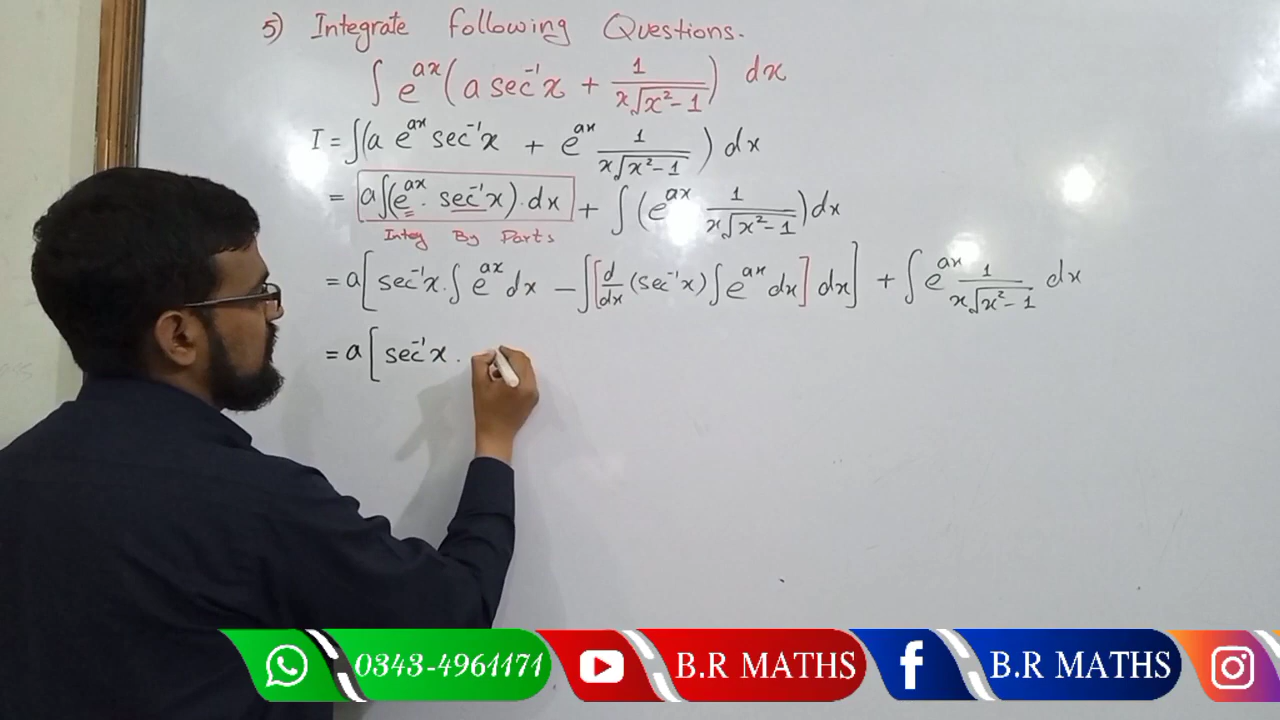 5) Integrate following Questions.
∫ e^{ax} (a sec⁻¹x + 1/(x√(x²-1))) dx
I = ∫(a e^{ax} sec⁻¹x + e^{ax} 1/(x√(x²-1))) dx
= a∫(e^{ax} · sec⁻¹x) · dx + ∫(e^{ax} 1/(x√(x²-1))) dx
Integ By Parts
= a[sec⁻¹x · ∫e^{ax} dx - ∫[d/dx (sec⁻¹x) ∫e^{ax} dx] dx] + ∫e^{ax} 1/(x√(x²-1)) dx
= a[sec⁻¹x ·
0343-4961171 B.R MATHS B.R MATHS